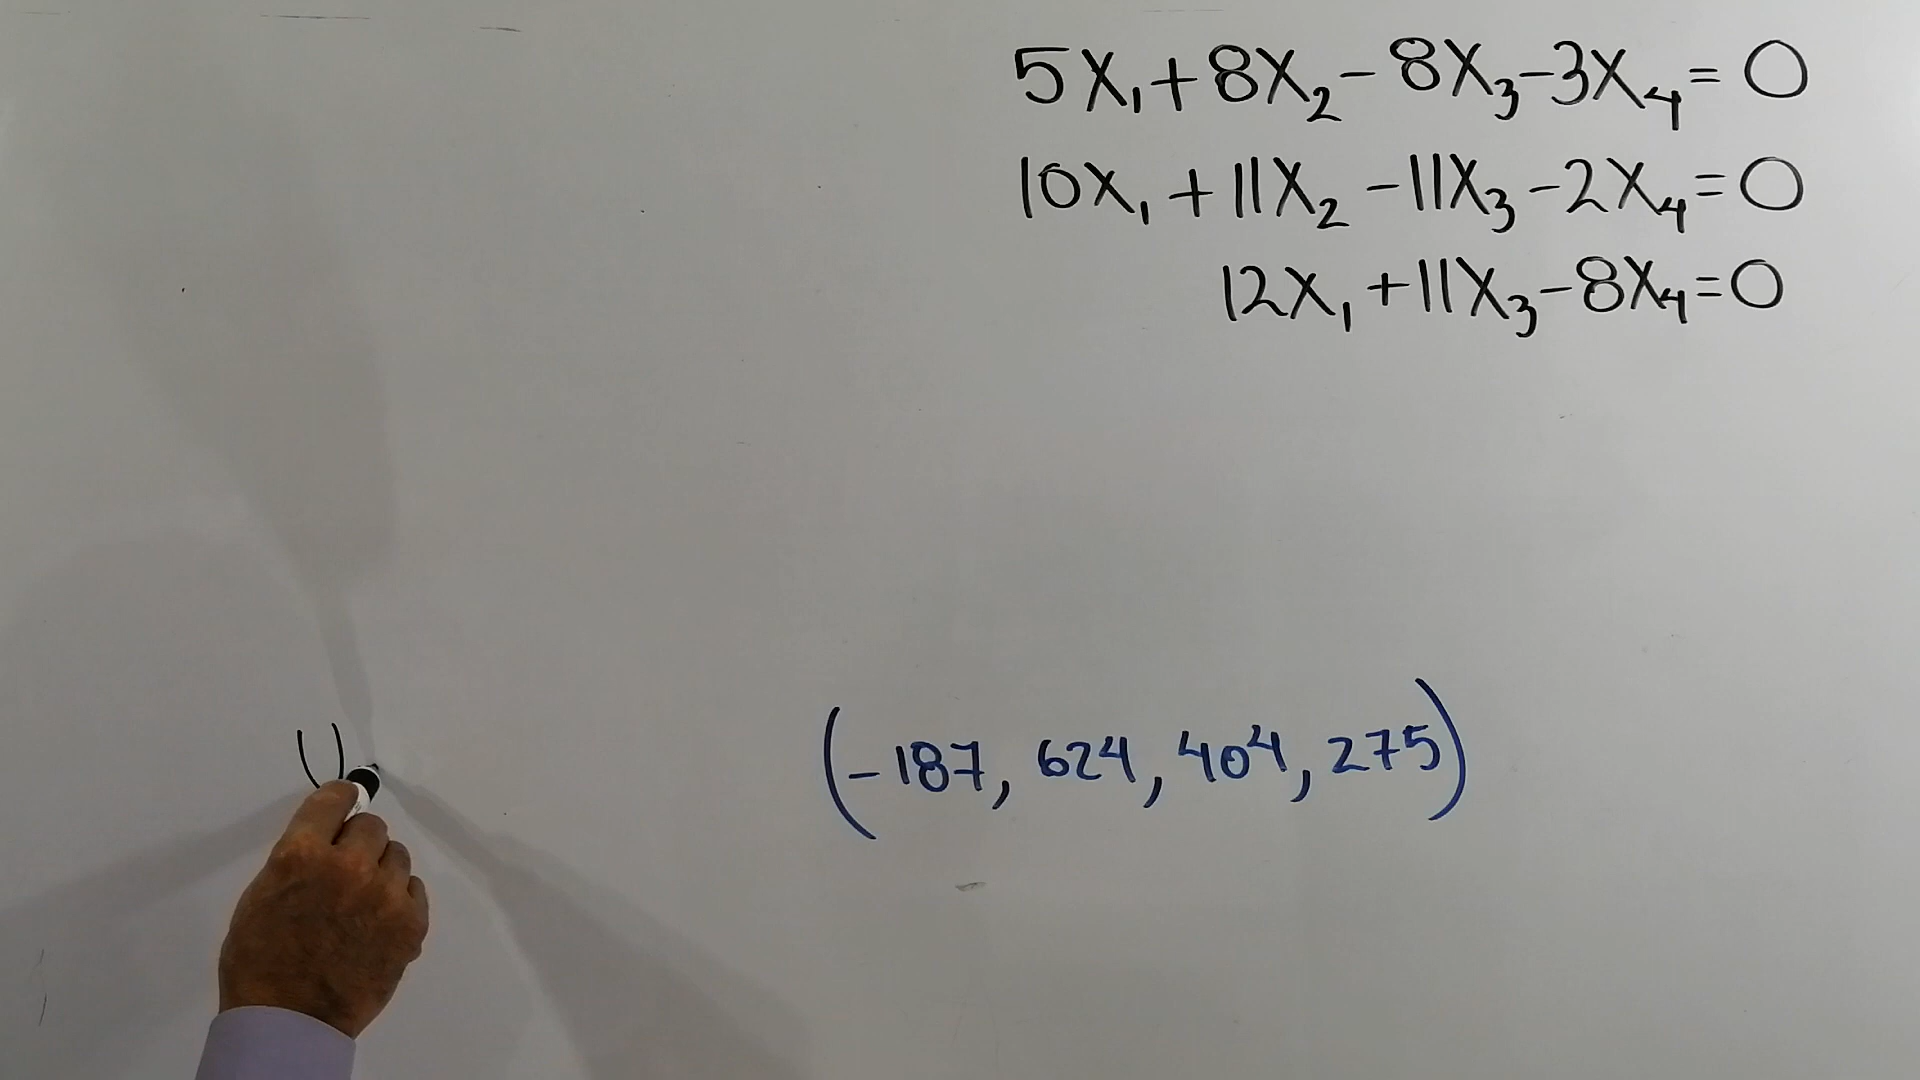 5X₁+8X₂-8X₃-3X₄=0
10X₁+11X₂-11X₃-2X₄=0
12X₁+11X₃-8X₄=0
U
(-187, 624, 404, 275)